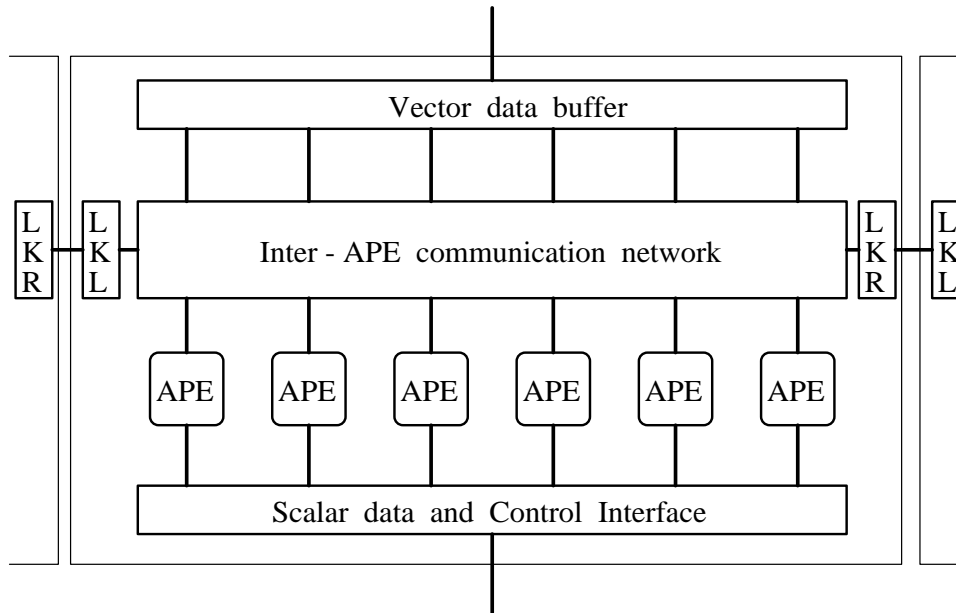 Vector data buffer
L
K
R
L
K
L
Inter - APE communication network
L
K
R
L
K
L
APE APE APE APE APE APE
Scalar data and Control Interface